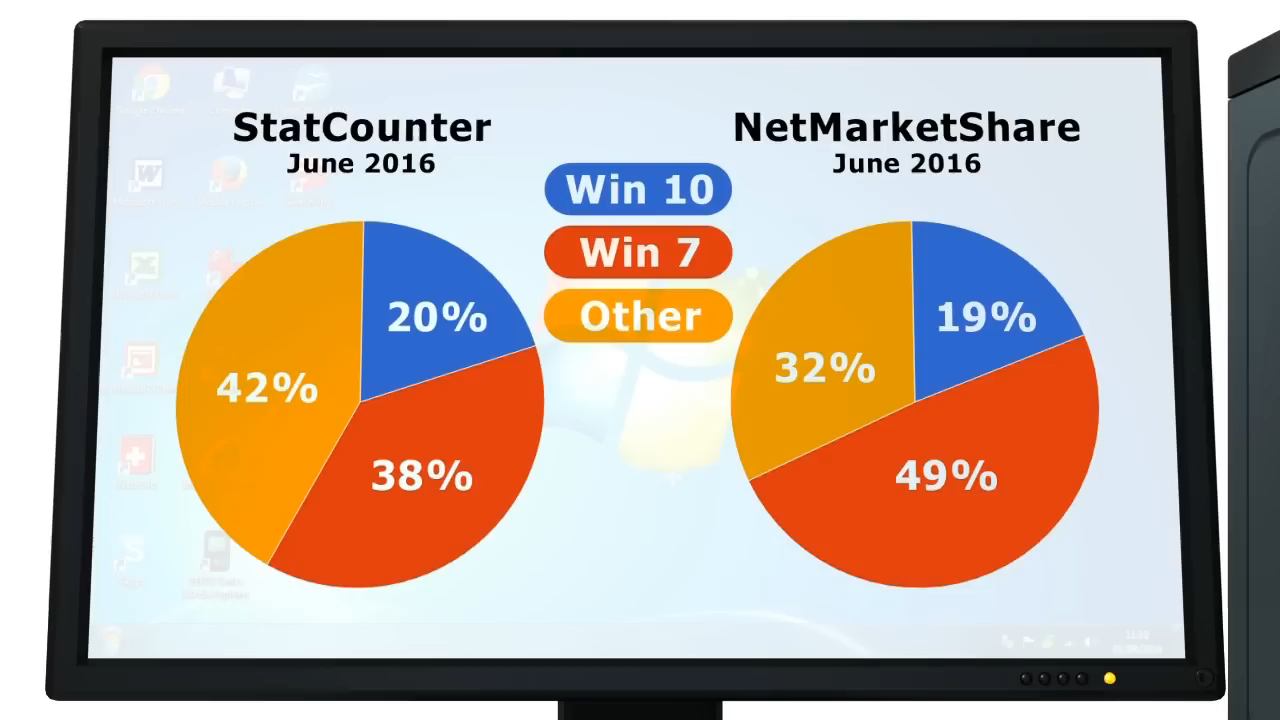 StatCounter
June 2016
NetMarketShare
June 2016
Win 10
Win 7
Other
20%
38%
42%
19%
49%
32%